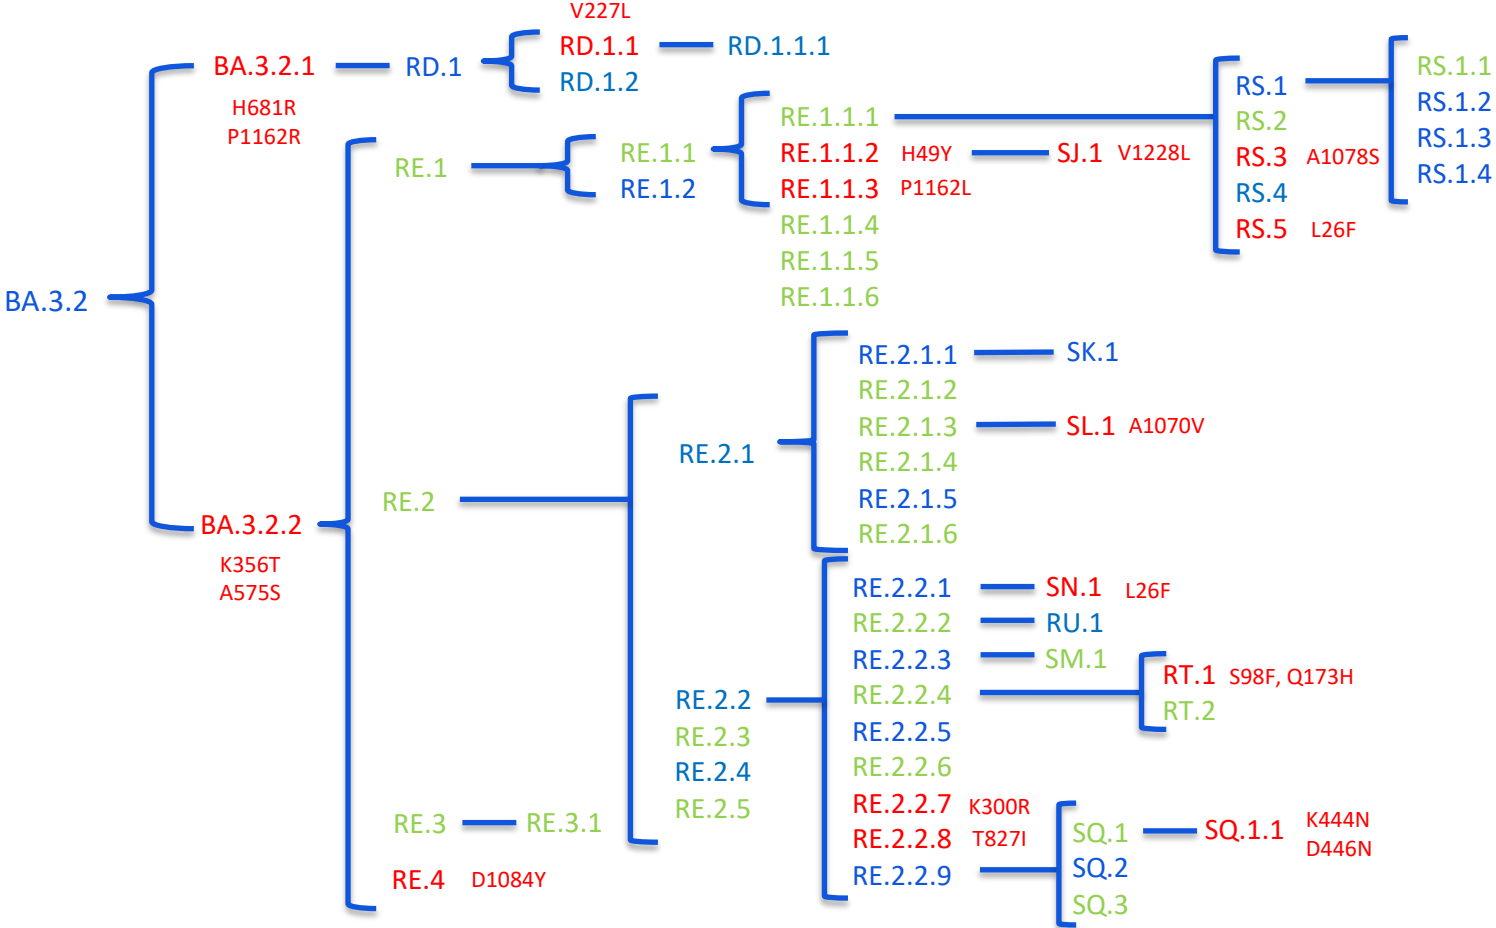 V227L
BA.3.2.1
RD.1
RD.1.1
RD.1.1.1
RD.1.2
H681R
P1162R
RE.1
RE.1.1
RE.1.2
RE.1.1.1
RE.1.1.2 H49Y
SJ.1 V1228L
RE.1.1.3 P1162L
RE.1.1.4
RE.1.1.5
RE.1.1.6
RS.1
RS.2
RS.3 A1078S
RS.4
RS.5 L26F
RS.1.1
RS.1.2
RS.1.3
RS.1.4
BA.3.2
BA.3.2.2
K356T
A575S
RE.2
RE.2.1
RE.2.1.1
SK.1
RE.2.1.2
RE.2.1.3
SL.1 A1070V
RE.2.1.4
RE.2.1.5
RE.2.1.6
RE.2.2
RE.2.3
RE.2.4
RE.2.5
RE.2.2.1
SN.1 L26F
RE.2.2.2
RU.1
RE.2.2.3
SM.1
RE.2.2.4
RT.1 S98F, Q173H
RT.2
RE.2.2.5
RE.2.2.6
RE.2.2.7 K300R
RE.2.2.8 T827I
RE.2.2.9
SQ.1
SQ.2
SQ.3
SQ.1.1
K444N
D446N
RE.3
RE.3.1
RE.4 D1084Y